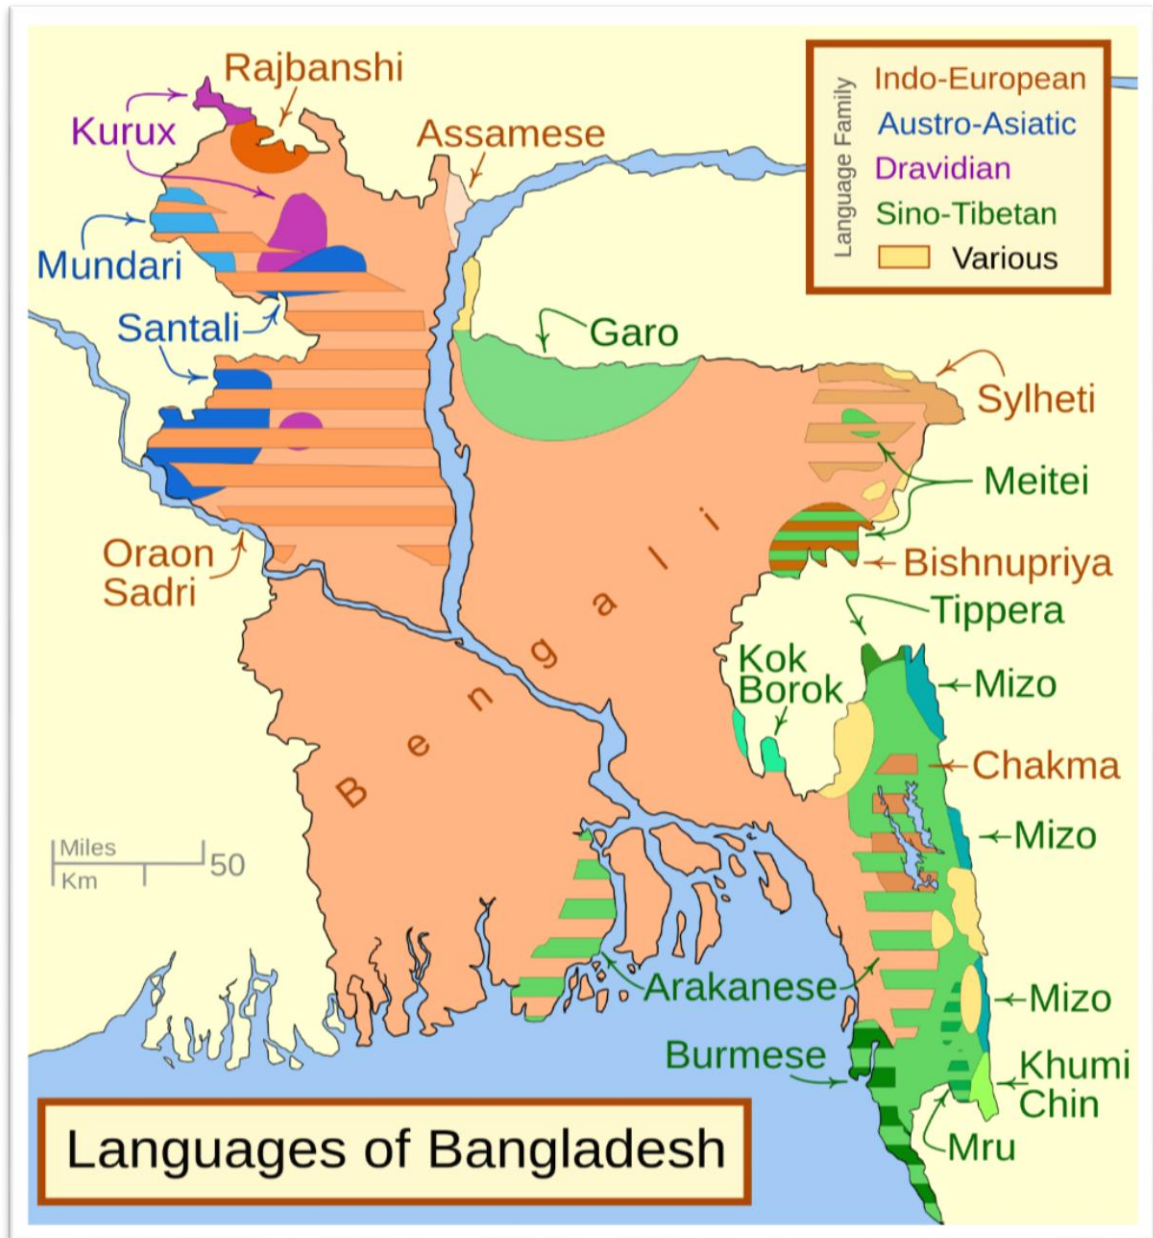 Rajbanshi
Kurux
Assamese
Language Family
Indo-European
Austro-Asiatic
Dravidian
Sino-Tibetan
Various
Mundari
Santali
Garo
Sylheti
Meitei
Oraon
Sadri
Bishnupriya
Tippera
Kok
Borok
Mizo
Bengali
Chakma
Mizo
Miles
50
Km
Arakanese
Mizo
Burmese
Khumi
Chin
Mru
Languages of Bangladesh